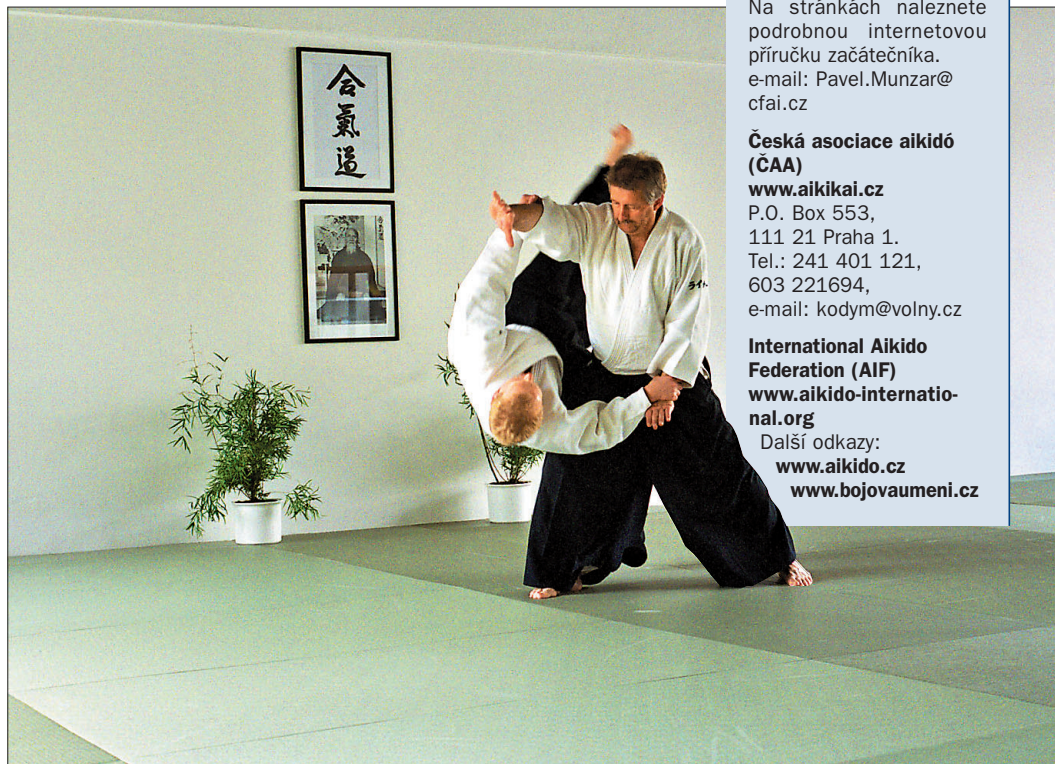 合
氣
道
Na stránkách naleznete
podrobnou internetovou
příručku začátečníka.
e-mail: Pavel.Munzar@
cfai.cz
Česká asociace aikidó
(ČAA)
www.aikikai.cz
P.O. Box 553,
111 21 Praha 1.
Tel.: 241 401 121,
603 221694,
e-mail: kodym@volny.cz
International Aikido
Federation (AIF)
www.aikido-internatio-
nal.org
Další odkazy:
www.aikido.cz
www.bojovaumeni.cz